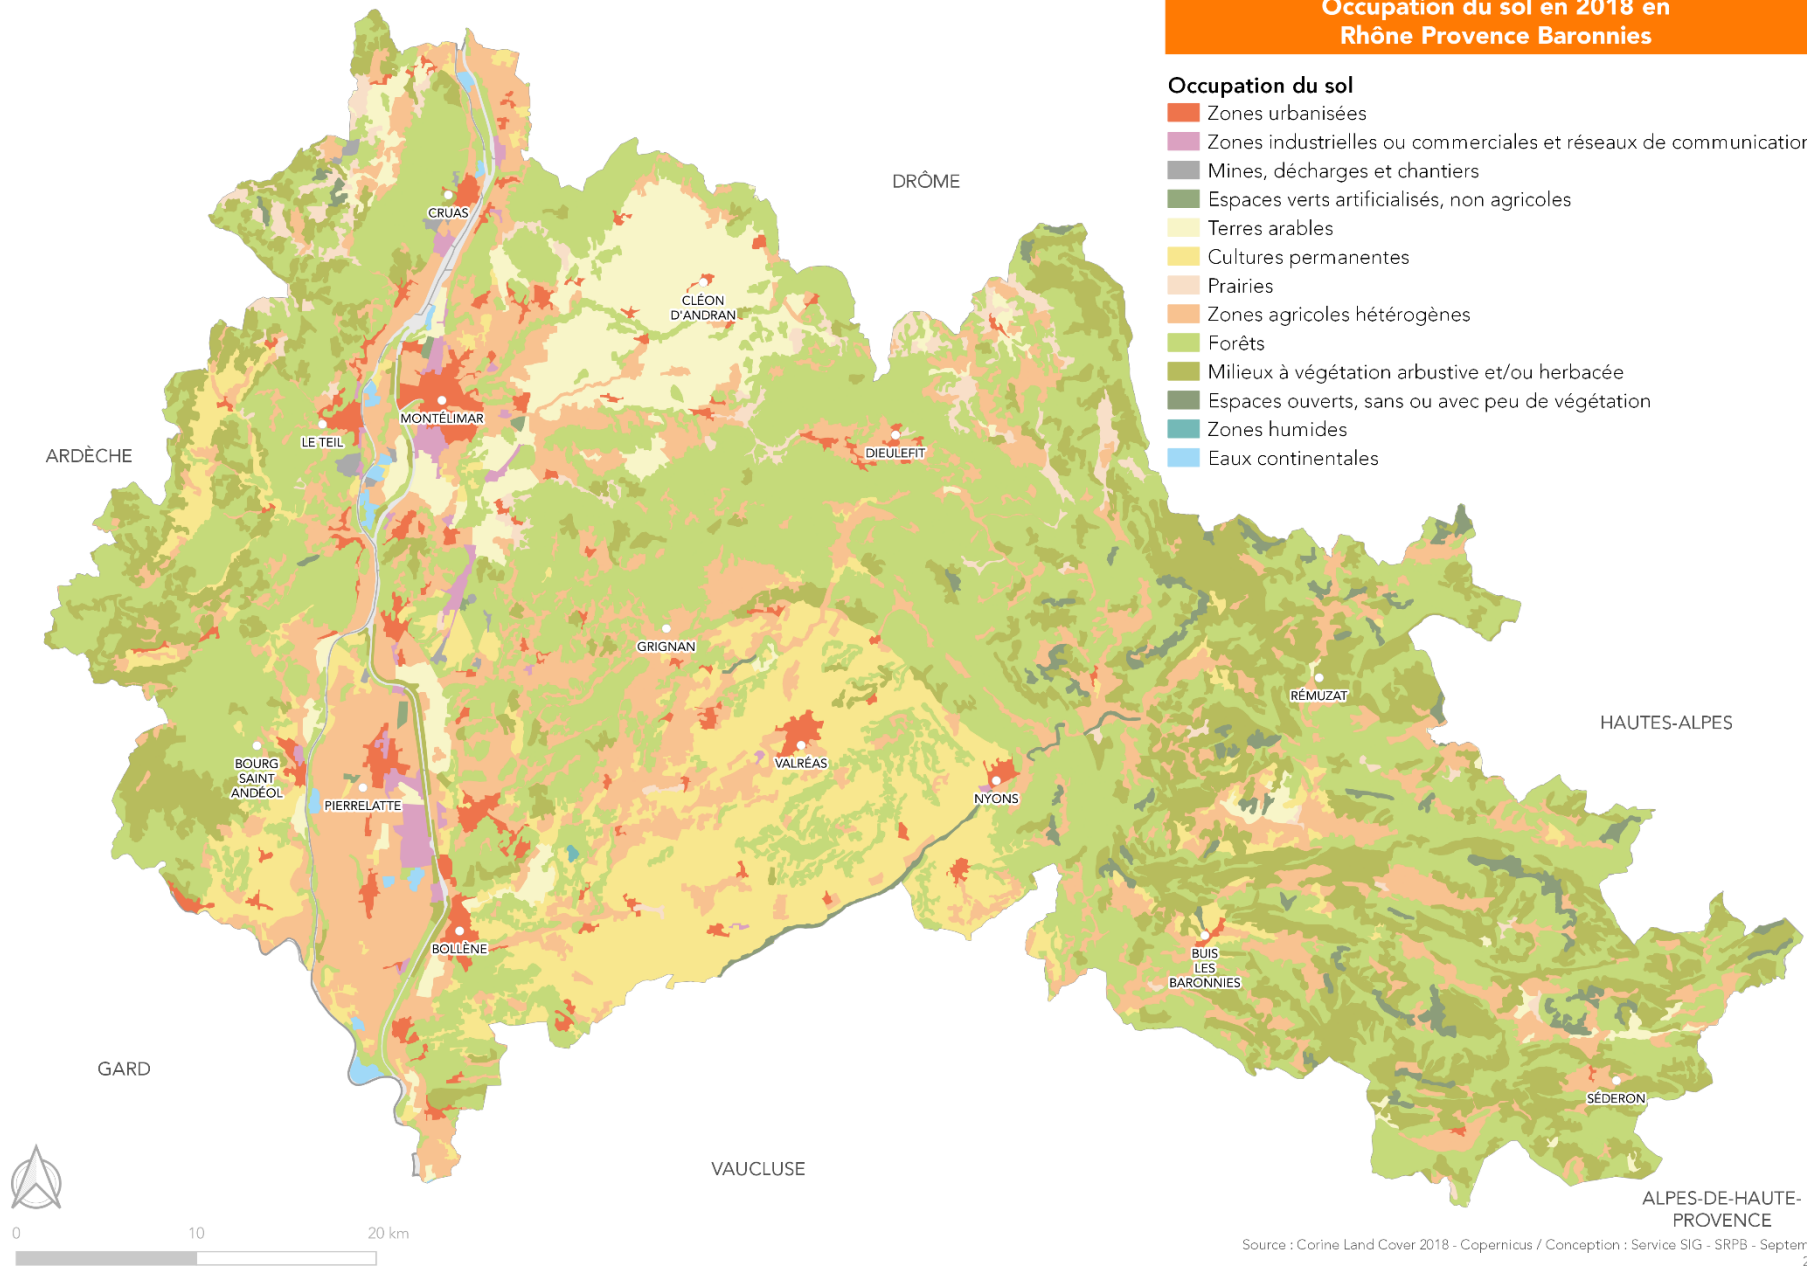 Occupation du sol en 2018 en
Rhône Provence Baronnies
Occupation du sol
Zones urbanisées
Zones industrielles ou commerciales et réseaux de communication
Mines, décharges et chantiers
Espaces verts artificialisés, non agricoles
Terres arables
Cultures permanentes
Prairies
Zones agricoles hétérogènes
Forêts
Milieux à végétation arbustive et/ou herbacée
Espaces ouverts, sans ou avec peu de végétation
Zones humides
Eaux continentales
DRÔME
CRUAS
CLÉON
D'ANDRAN
MONTÉLIMAR
LE TEIL
ARDÈCHE
DIEULEFIT
GRIGNAN
RÉMUZAT
HAUTES-ALPES
BOURG
SAINT
ANDÉOL
PIERRELATTE
VALRÉAS
NYONS
BOLLÈNE
BUIS
LES
BARONNIES
GARD
SÉDERON
VAUCLUSE
ALPES-DE-HAUTE-
PROVENCE
0 10 20 km
Source : Corine Land Cover 2018 - Copernicus / Conception : Service SIG - SRPB - Septem